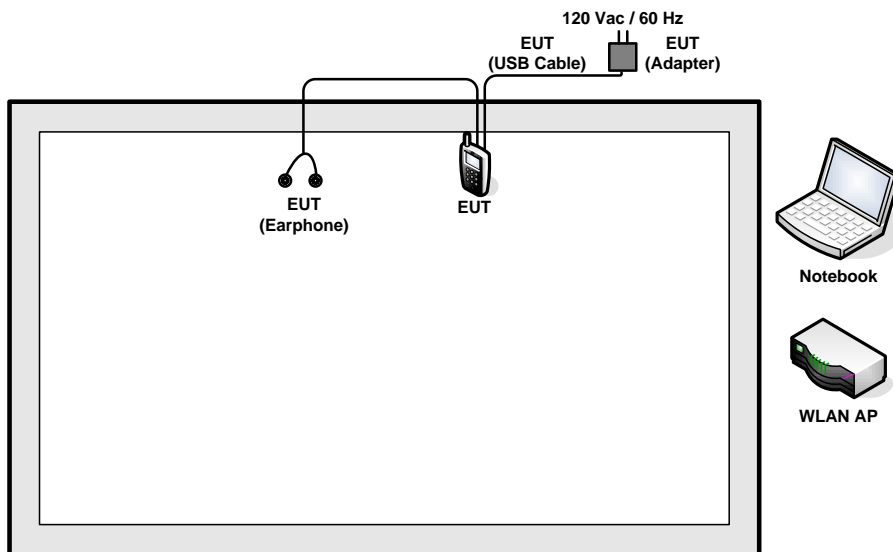 120 Vac / 60 Hz
EUT
(USB Cable)
EUT
(Adapter)
EUT
(Earphone)
EUT
Notebook
WLAN AP